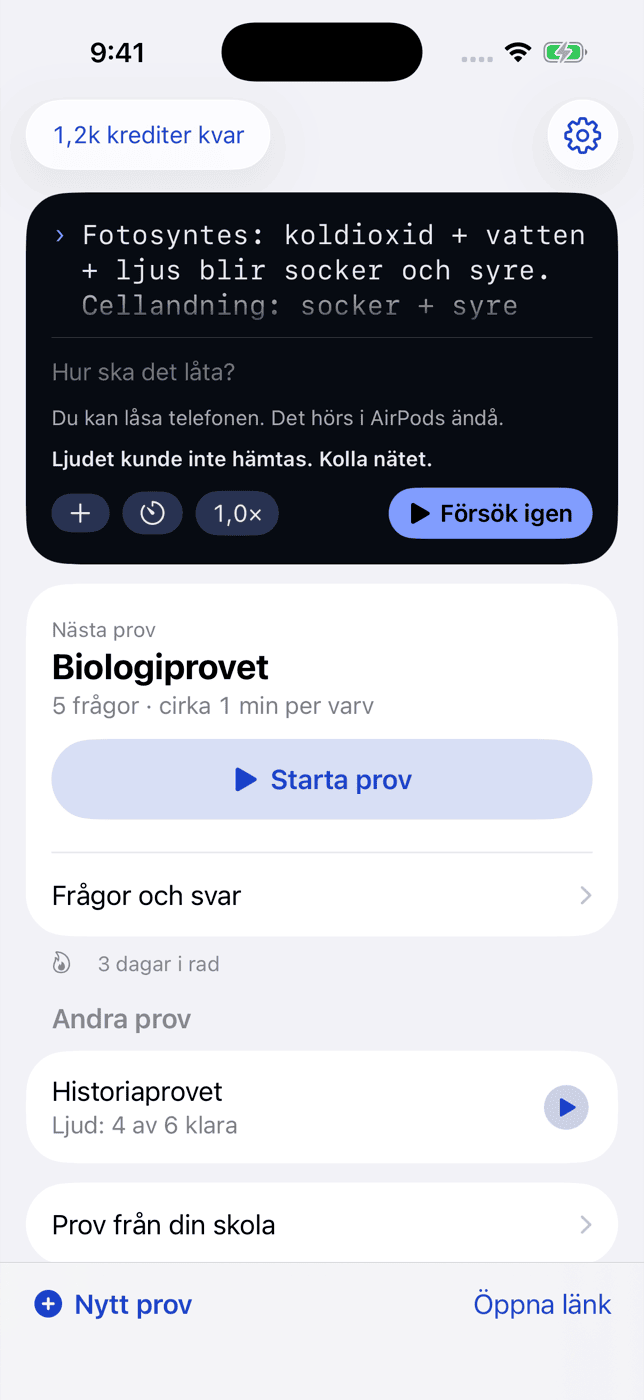 9:41
1,2k krediter kvar
› Fotosyntes: koldioxid + vatten
+ ljus blir socker och syre.
Cellandning: socker + syre
Hur ska det låta?
Du kan låsa telefonen. Det hörs i AirPods ändå.
Ljudet kunde inte hämtas. Kolla nätet.
1,0×
Försök igen
Nästa prov
Biologiprovet
5 frågor · cirka 1 min per varv
Starta prov
Frågor och svar
3 dagar i rad
Andra prov
Historiaprovet
Ljud: 4 av 6 klara
Prov från din skola
Nytt prov
Öppna länk